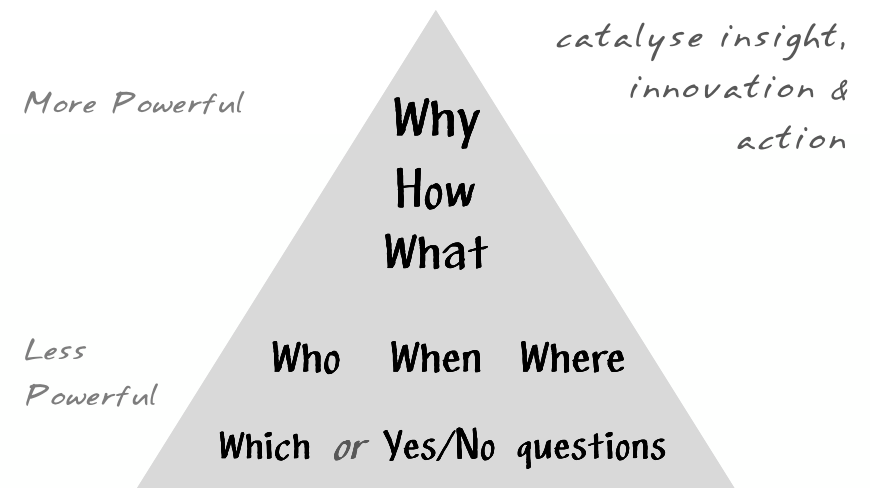 catalyse insight,
innovation &
action
More Powerful
Why
How
What
Less
Powerful
Who When Where
Which or Yes/No questions